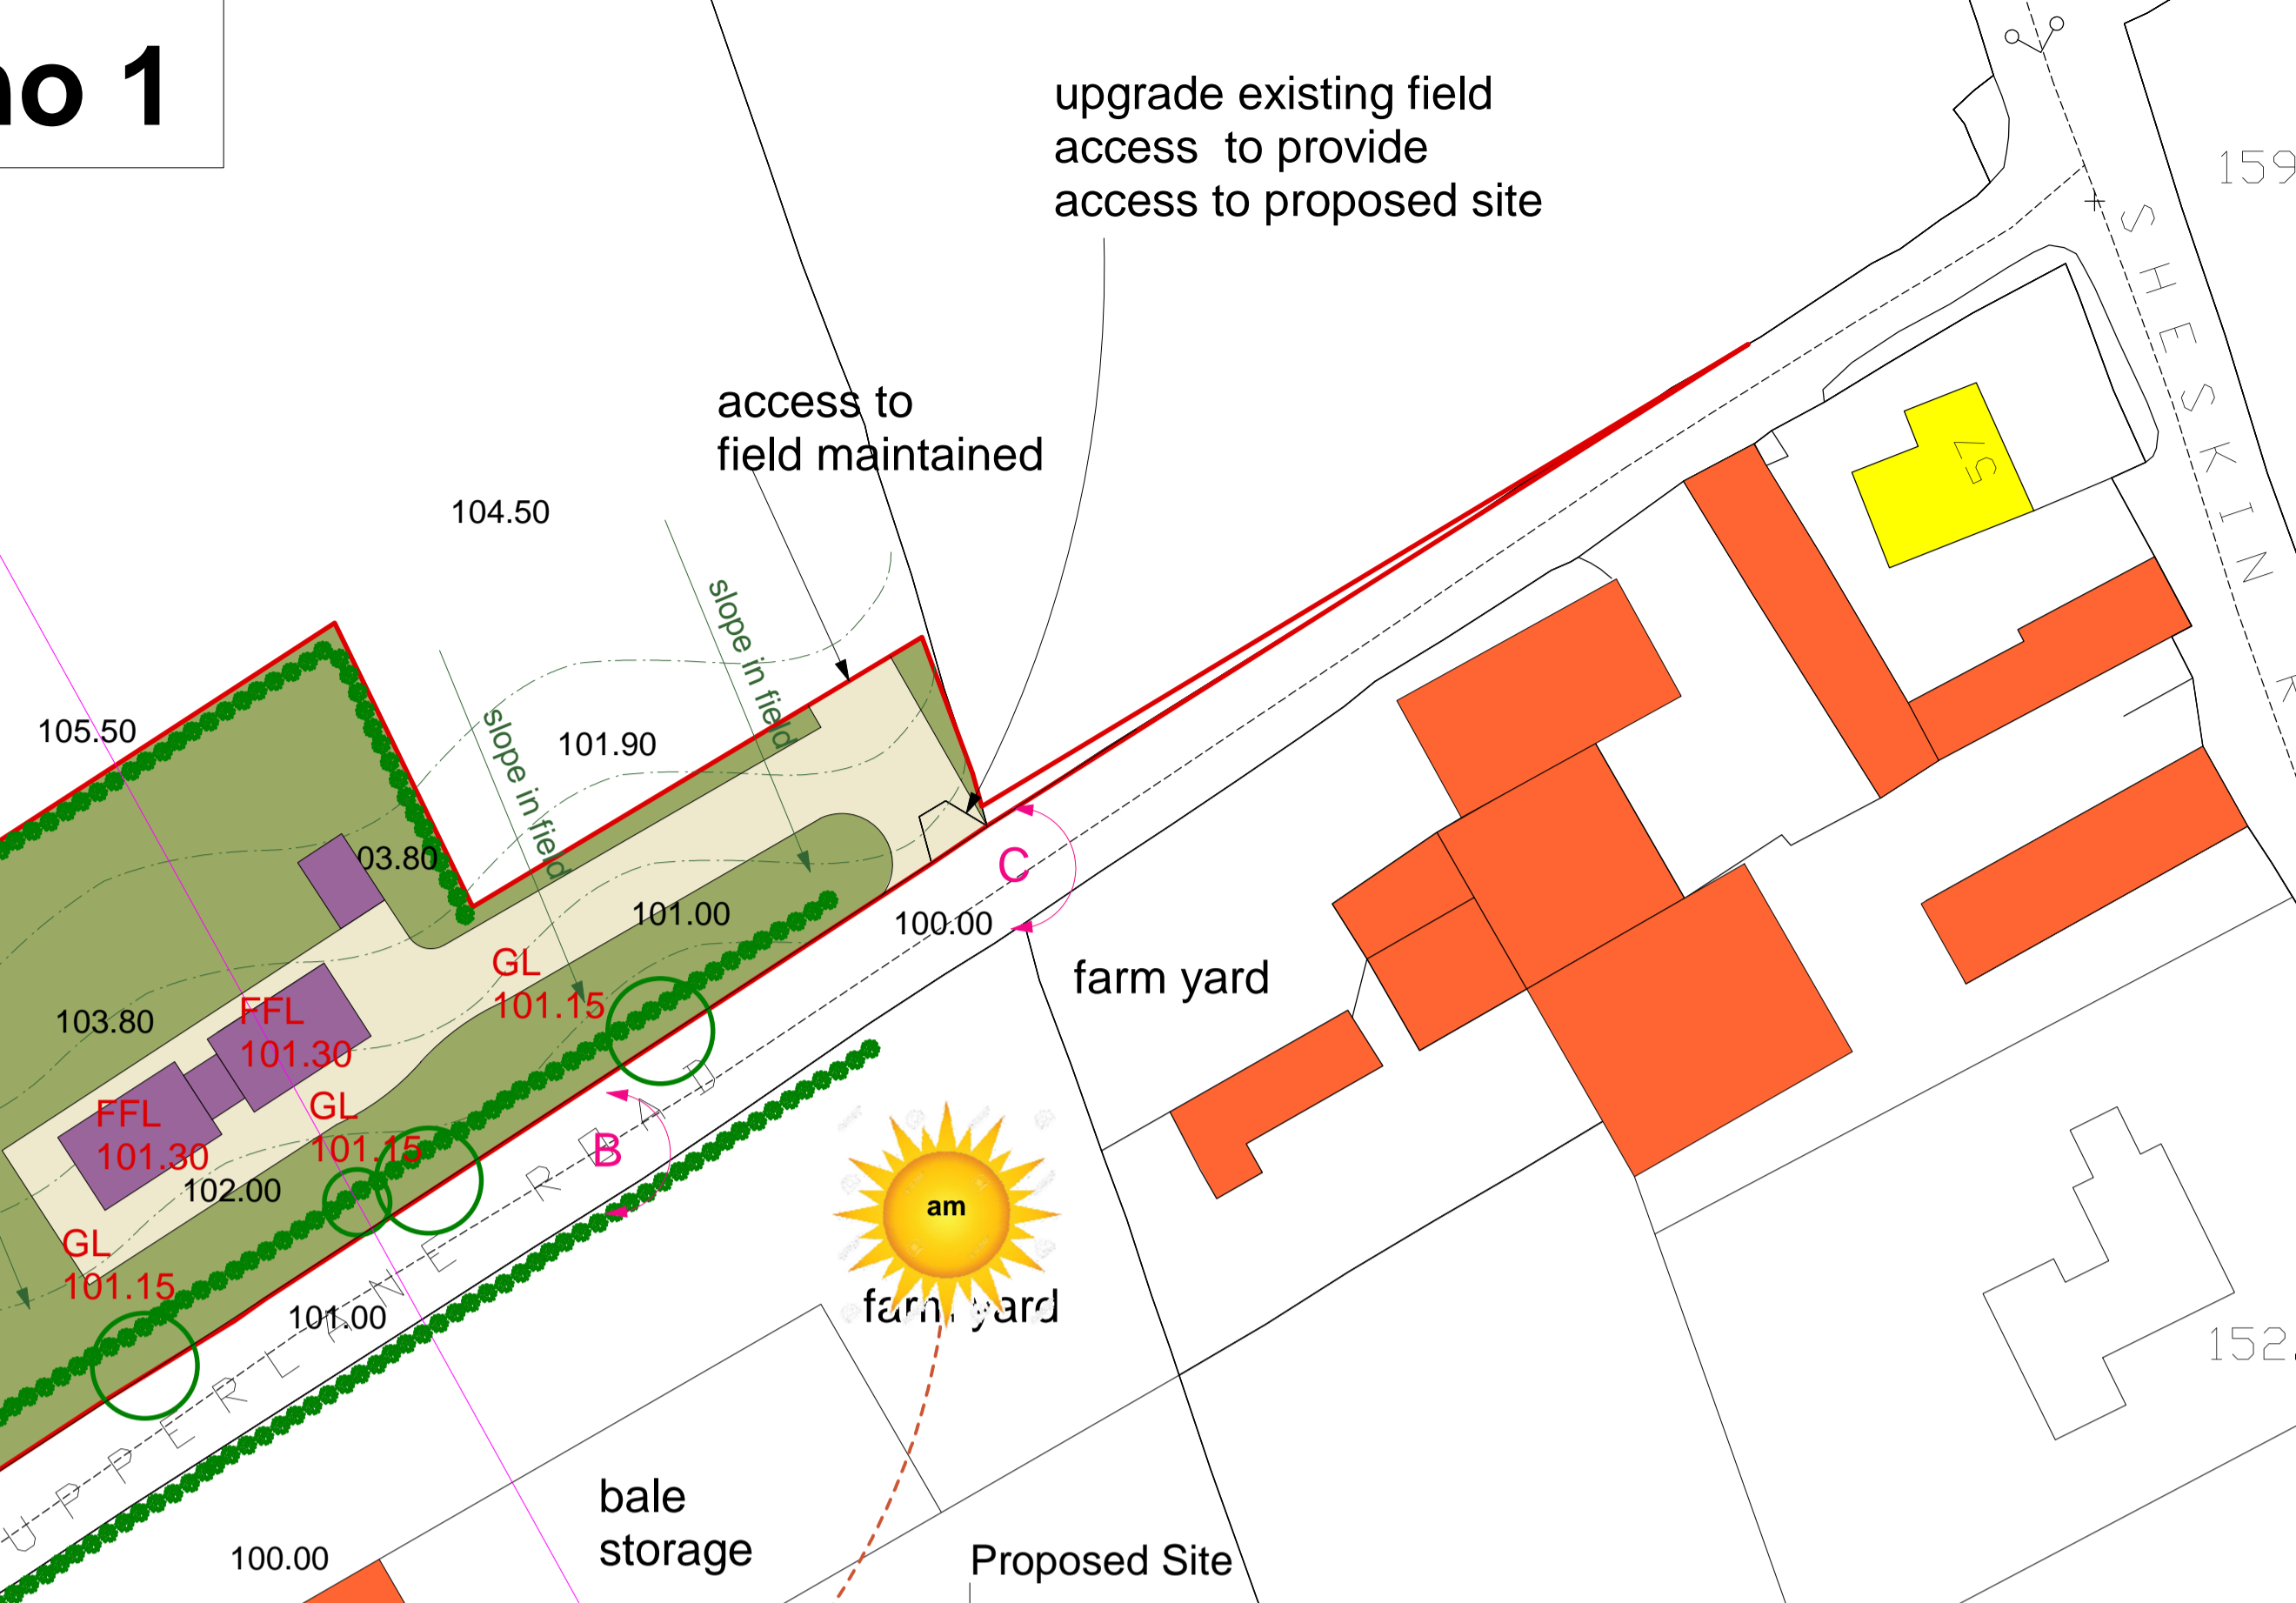 no 1
upgrade existing field
access to provide
access to proposed site
159
SHESKIN
access to
field maintained
104.50
57
slope in field
slope in field
105.50
101.90
03.80
101.00
C
100.00
GL
101.15
farm yard
103.80
FFL
101.30
GL
101.15
B
FFL
101.30
102.00
am
GL
101.15
farm yard
101.00
UPPERLANE ROAD
152
bale
storage
100.00
Proposed Site